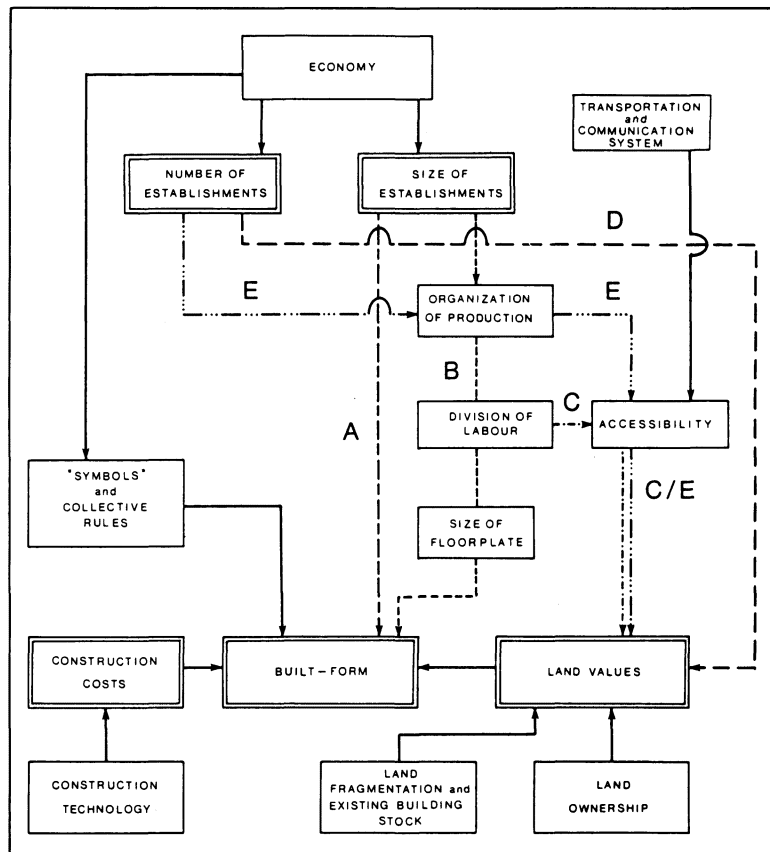 ECONOMY
TRANSPORTATION
and
COMMUNICATION
SYSTEM
NUMBER OF
ESTABLISHMENTS
SIZE OF
ESTABLISHMENTS
D
E
ORGANIZATION
OF PRODUCTION
E
B
A
DIVISION OF
LABOUR
C
ACCESSIBILITY
"SYMBOLS"
and
COLLECTIVE
RULES
C/E
SIZE OF
FLOORPLATE
CONSTRUCTION
COSTS
BUILT-FORM
LAND VALUES
CONSTRUCTION
TECHNOLOGY
LAND
FRAGMENTATION and
EXISTING BUILDING
STOCK
LAND
OWNERSHIP